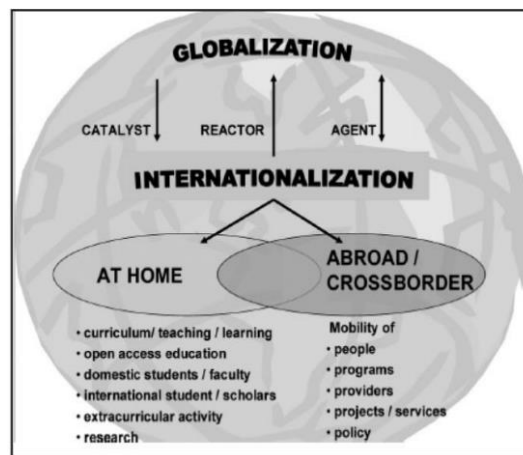 GLOBALIZATION
CATALYST REACTOR AGENT
INTERNATIONALIZATION
AT HOME
ABROAD /
CROSSBORDER
• curriculum/ teaching / learning
• open access education
• domestic students / faculty
• international student / scholars
• extracurricular activity
• research
Mobility of
• people
• programs
• providers
• projects / services
• policy